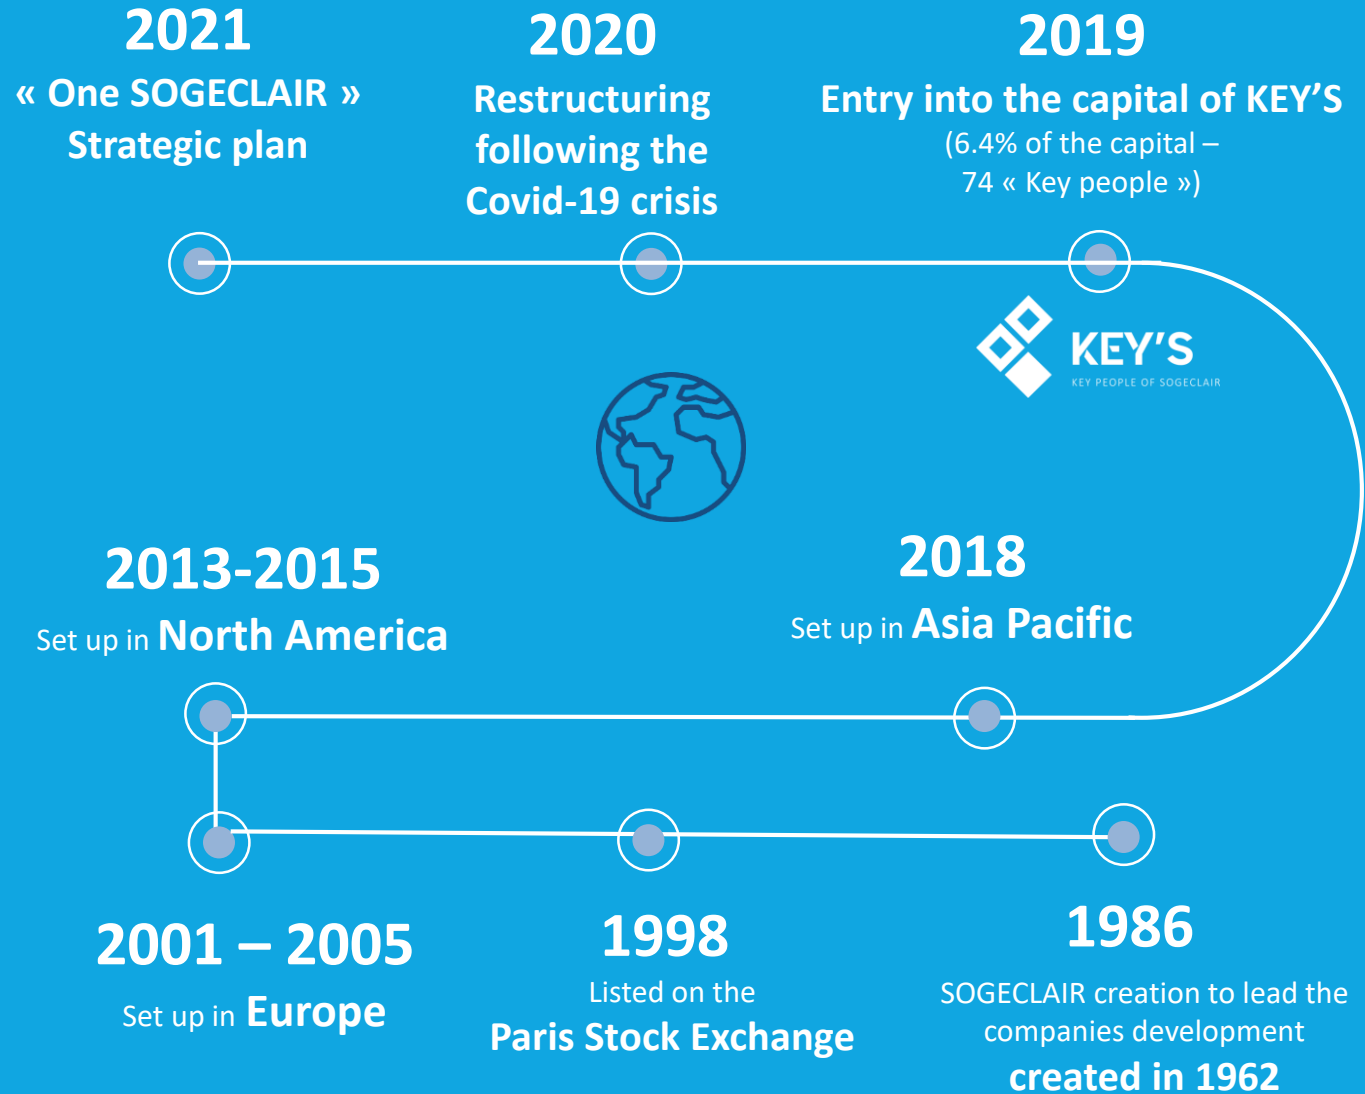 2021
« One SOGECLAIR »
Strategic plan
2020
Restructuring
following the
Covid-19 crisis
2019
Entry into the capital of KEY’S
(6.4% of the capital –
74 « Key people »)
KEY’S
KEY PEOPLE OF SOGECLAIR
2013-2015
Set up in North America
2018
Set up in Asia Pacific
2001 – 2005
Set up in Europe
1998
Listed on the
Paris Stock Exchange
1986
SOGECLAIR creation to lead the
companies development
created in 1962